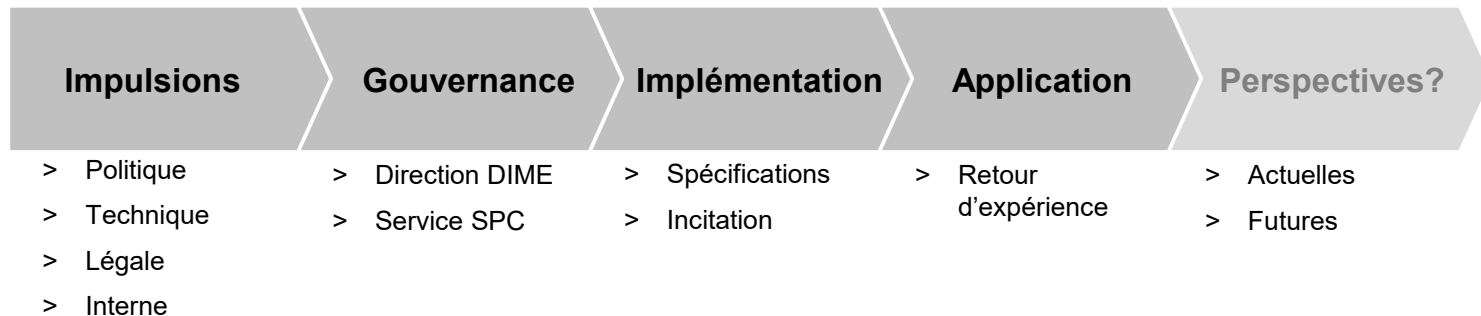 Impulsions
Gouvernance
Implémentation
Application
Perspectives?
> Politique
> Technique
> Légale
> Interne
> Direction DIME
> Service SPC
> Spécifications
> Incitation
> Retour
d’expérience
> Actuelles
> Futures